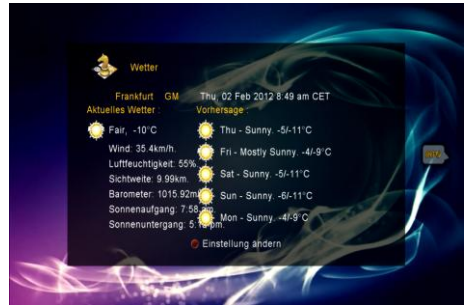 Wetter
Frankfurt GM Thu, 02 Feb 2012 8:49 am CET
Aktuelles Wetter : Vorhersage :
Fair, -10°C
Wind: 35.4km/h.
Luftfeuchtigkeit: 55%
Sichtweite: 9.99km.
Barometer: 1015.92m
Sonnenaufgang: 7:58
Sonnenuntergang: 5: pm.
Thu - Sunny. -5/-11°C
Fri - Mostly Sunny. -4/-9°C
Sat - Sunny. -5/-11°C
Sun - Sunny. -6/-11°C
Mon - Sunny. -4/-9°C
Einstellung ändern